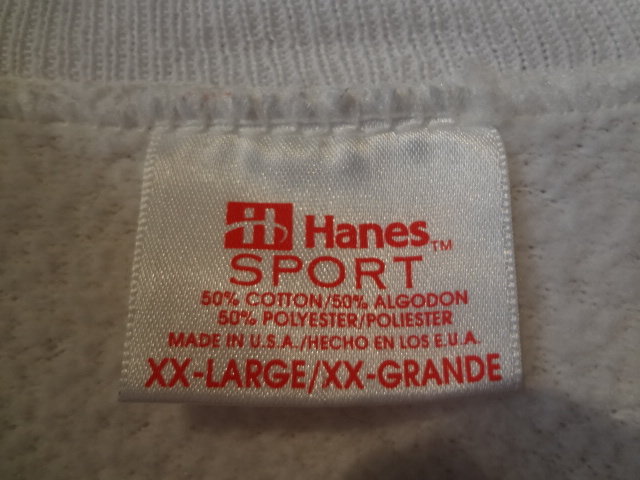 Hanes™
SPORT
50% COTTON/50% ALGODON
50% POLYESTER/POLIESTER
MADE IN U.S.A./HECHO EN LOS E.U.A.
XX-LARGE/XX-GRANDE